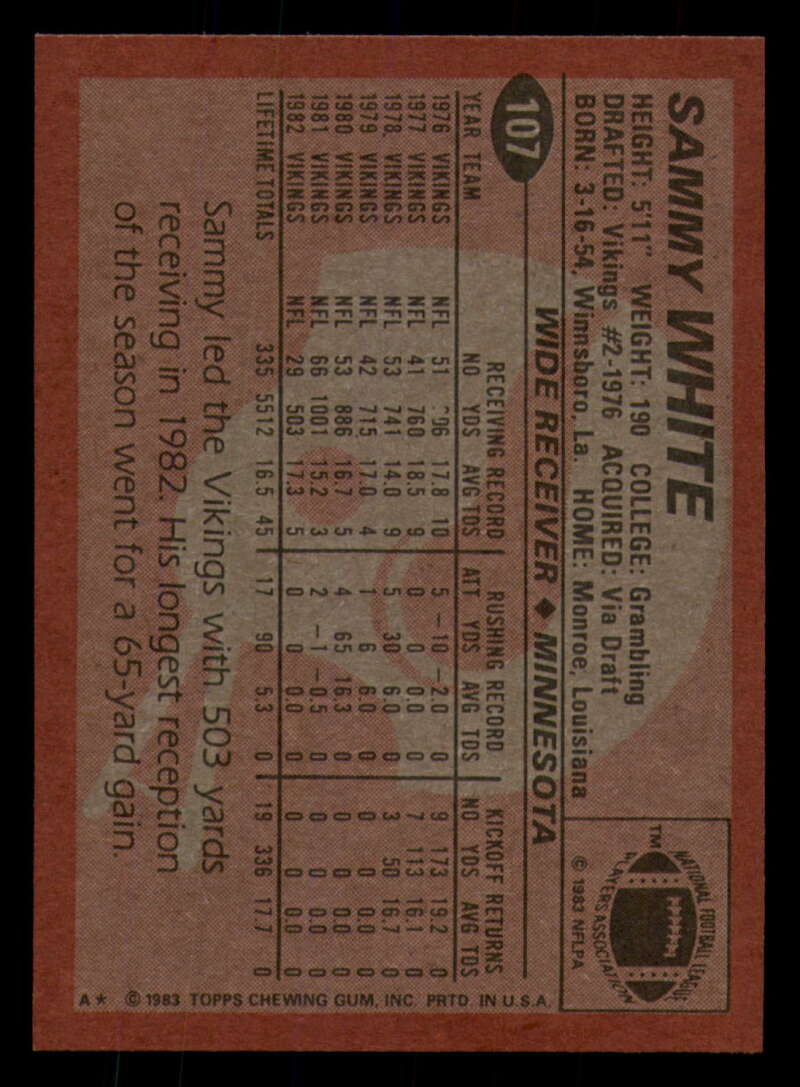 SAMMY WHITE
HEIGHT: 5'11" WEIGHT: 190 COLLEGE: Grambling
DRAFTED: Vikings #2-1976 ACQUIRED: Via Draft
BORN: 3-16-54, Winnsboro, La. HOME: Monroe, Louisiana
NATIONAL FOOTBALL LEAGUE
PLAYERS ASSOCIATION
TM
© 1983 NFLPA
107
WIDE RECEIVER ♦ MINNESOTA
RECEIVING RECORD RUSHING RECORD KICKOFF RETURNS
YEAR TEAM NO YDS AVG TDS ATT YDS AVG TDS NO YDS AVG TDS
1976 VIKINGS NFL 51 17.8 10 5 -10 -2.0 0 9 173 19.2 0
1977 VIKINGS NFL 41 760 18.5 9 0 0 0.0 0 7 113 16.1 0
1978 VIKINGS NFL 53 741 14.0 9 5 30 6.0 0 3 50 16.7 0
1979 VIKINGS NFL 42 715 17.0 4 1 6 6.0 0 0 0 0.0 0
1980 VIKINGS NFL 53 886 16.7 5 4 65 16.3 0 0 0 0.0 0
1981 VIKINGS NFL 66 1001 15.2 3 2 -1 -0.5 0 0 0 0.0 0
1982 VIKINGS NFL 29 503 17.3 5 0 0 0.0 0 0 0 0.0 0
LIFETIME TOTALS 335 5512 16.5 45 17 90 5.3 0 19 336 17.7 0
Sammy led the Vikings with 503 yards
receiving in 1982. His longest reception
of the season went for a 65-yard gain.
A★ © 1983 TOPPS CHEWING GUM, INC. PRTD. IN U.S.A.